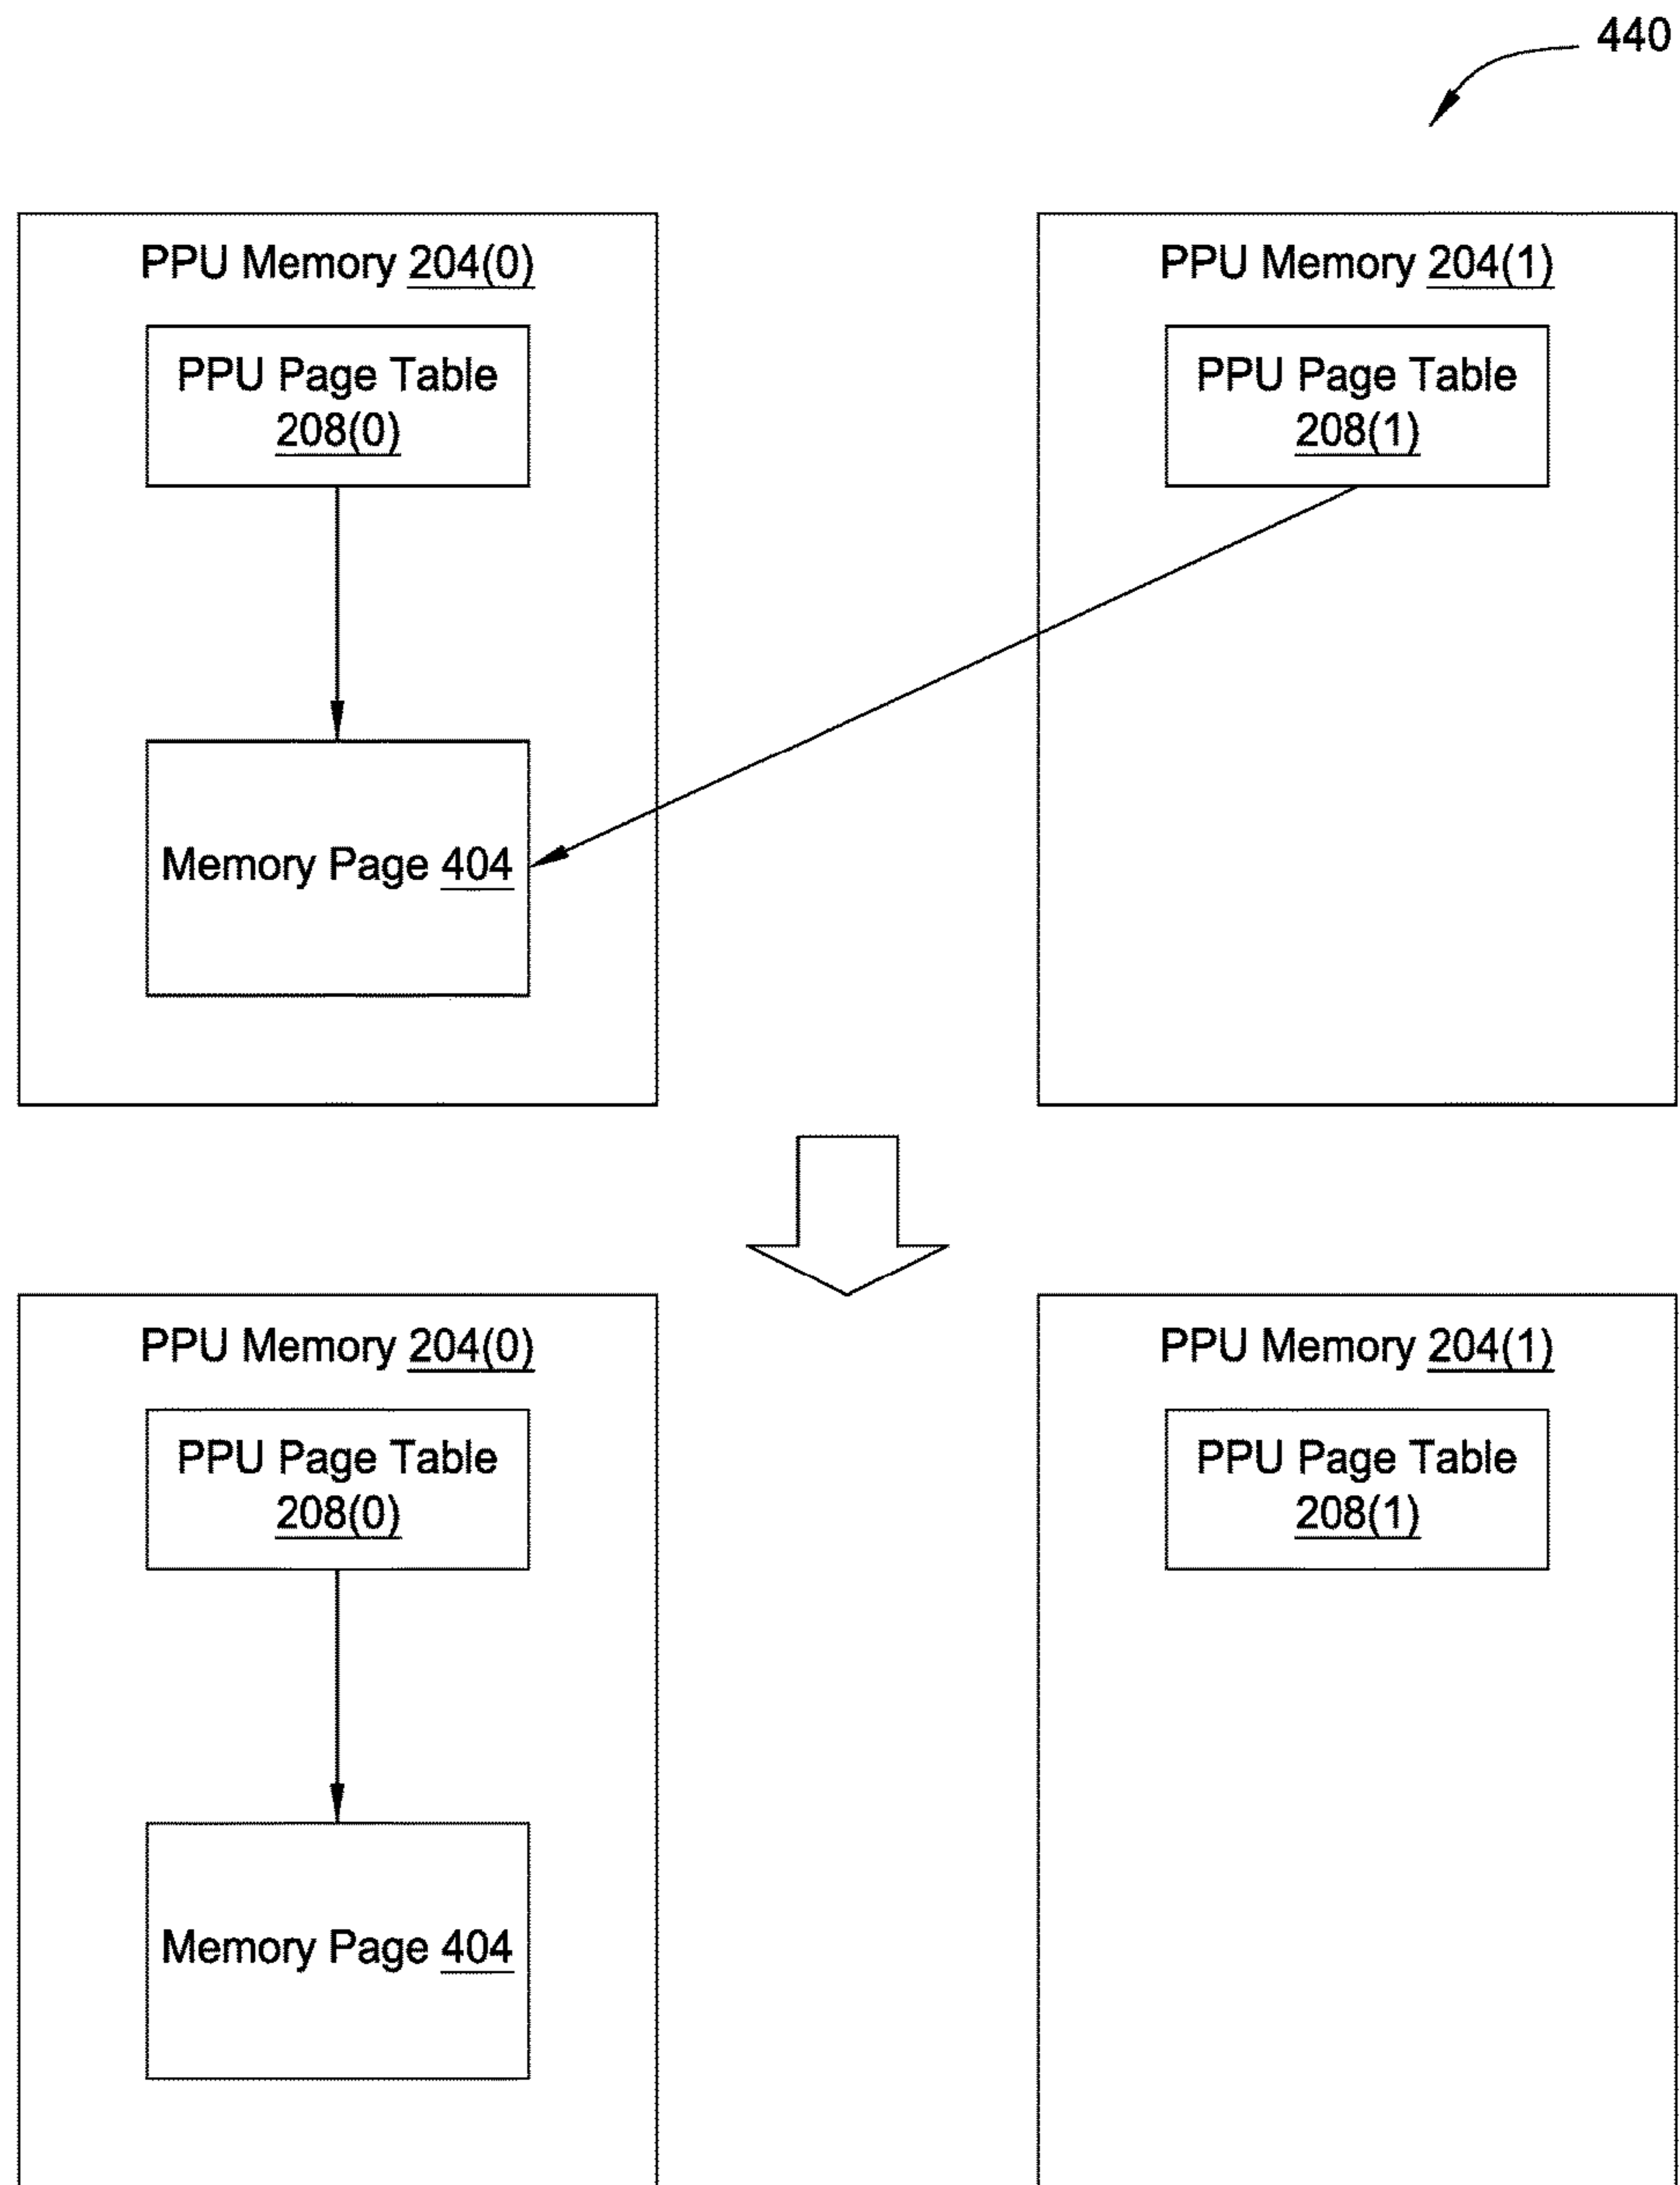 440
PPU Memory 204(0)
PPU Memory 204(1)
PPU Page Table
208(0)
PPU Page Table
208(1)
Memory Page 404
PPU Memory 204(0)
PPU Memory 204(1)
PPU Page Table
208(0)
PPU Page Table
208(1)
Memory Page 404